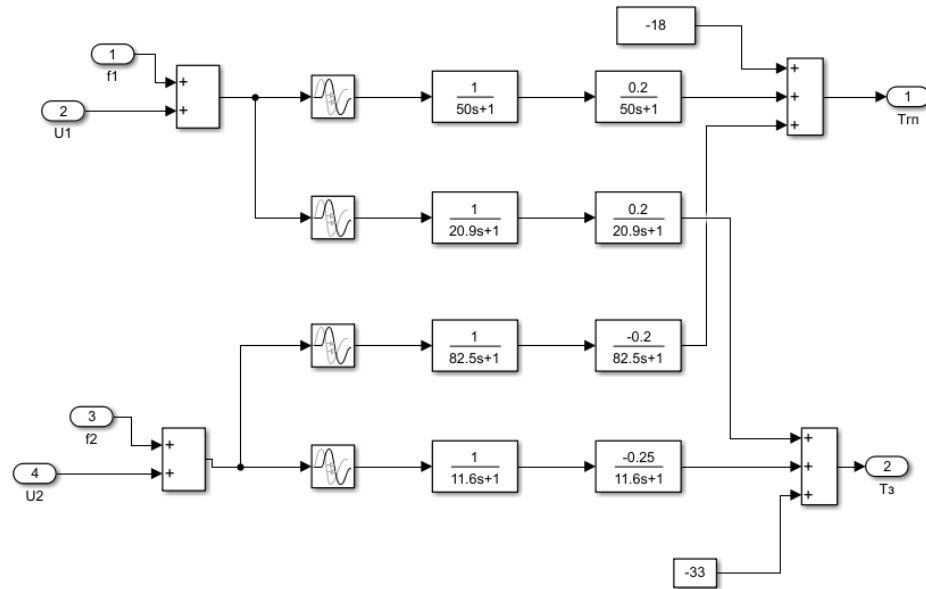 1
f1
2
U1
+
+
1
50s+1
0.2
50s+1
-18
+
+
+
1
Tгп
1
20.9s+1
0.2
20.9s+1
1
82.5s+1
-0.2
82.5s+1
3
f2
4
U2
+
+
1
11.6s+1
-0.25
11.6s+1
+
+
+
2
Tз
-33